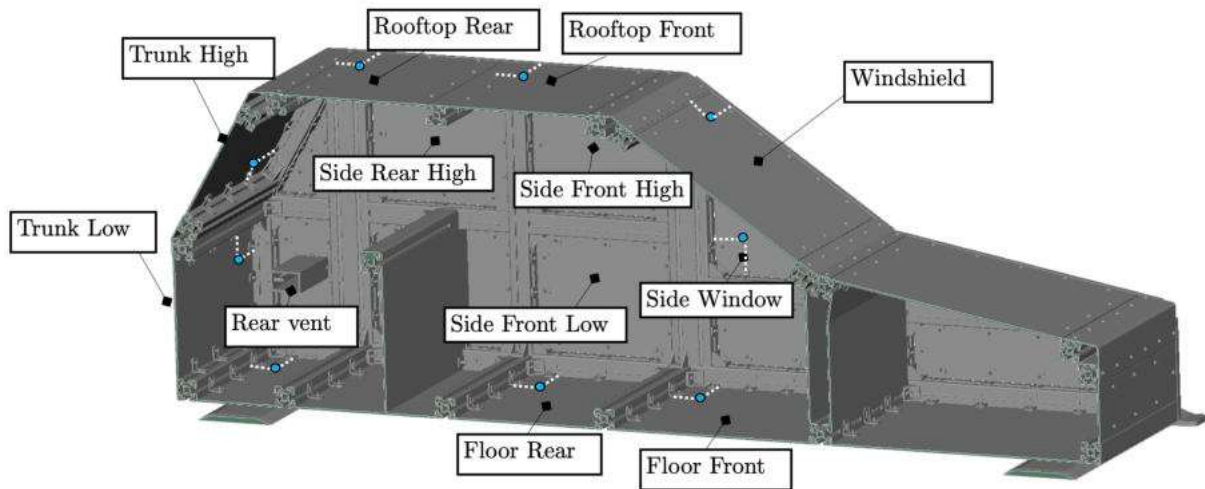 Rooftop Rear
Rooftop Front
Trunk High
Windshield
Side Rear High
Side Front High
Trunk Low
Rear vent
Side Front Low
Side Window
Floor Rear
Floor Front